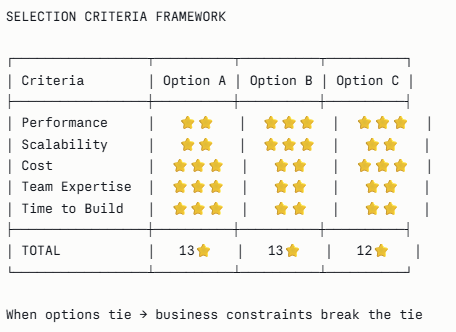 SELECTION CRITERIA FRAMEWORK
┌─────────────────┬──────────┬──────────┬──────────┐
│ Criteria │ Option A │ Option B │ Option C │
├─────────────────┼──────────┼──────────┼──────────┤
│ Performance │ ⭐⭐ │ ⭐⭐⭐ │ ⭐⭐⭐ │
│ Scalability │ ⭐⭐ │ ⭐⭐⭐ │ ⭐⭐ │
│ Cost │ ⭐⭐⭐ │ ⭐⭐ │ ⭐⭐⭐ │
│ Team Expertise │ ⭐⭐⭐ │ ⭐⭐ │ ⭐⭐ │
│ Time to Build │ ⭐⭐⭐ │ ⭐⭐ │ ⭐⭐ │
├─────────────────┼──────────┼──────────┼──────────┤
│ TOTAL │ 13⭐ │ 13⭐ │ 12⭐ │
└─────────────────┴──────────┴──────────┴──────────┘
When options tie → business constraints break the tie